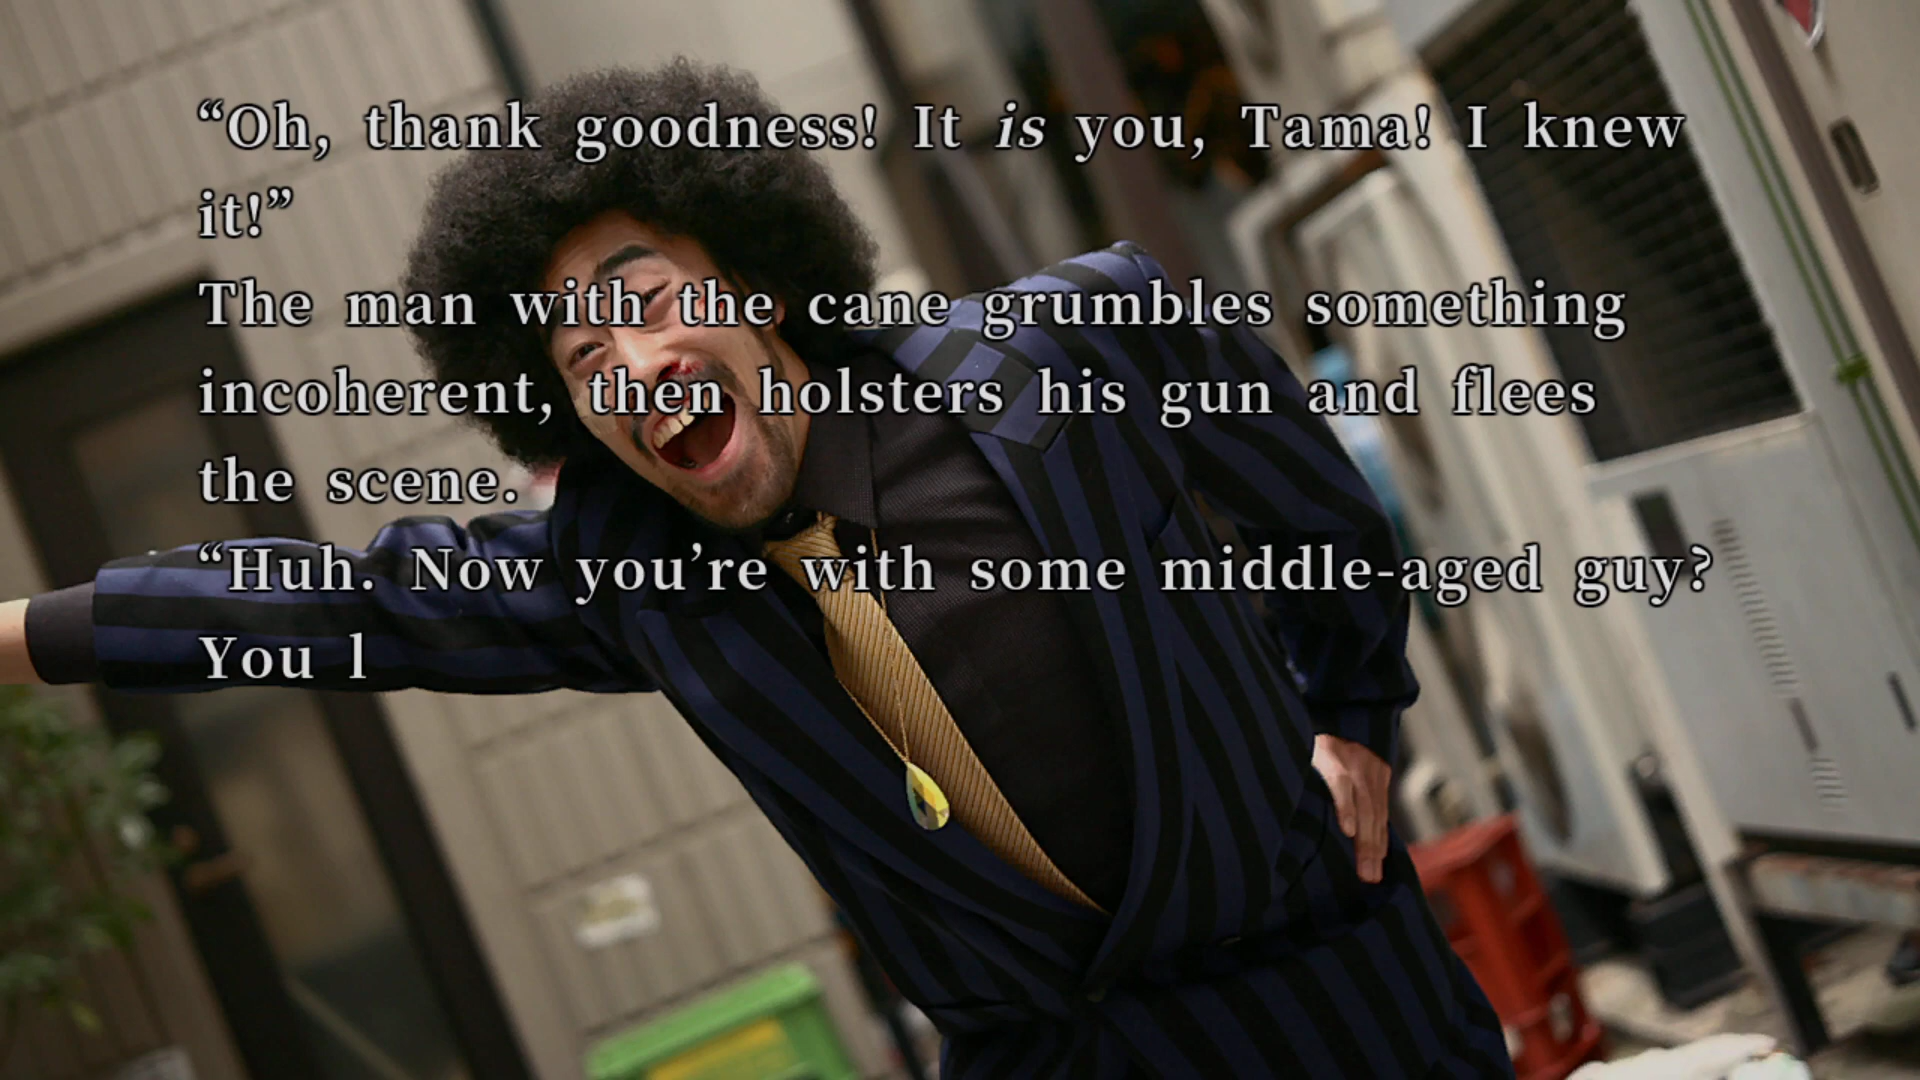 “Oh, thank goodness! It is you, Tama! I knew
it!”
The man with the cane grumbles something
incoherent, then holsters his gun and flees
the scene.
“Huh. Now you’re with some middle-aged guy?
You l